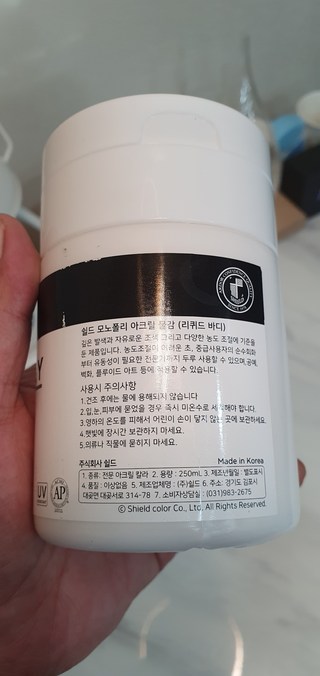 쉴드 모노폴리 아크릴 물감 (리퀴드 바디)
깊은 발색과 자유로운 조색 그리고 다양한 농도 조절에 기준을
둔 제품입니다. 농도조절이 어려운 초, 중급사용자의 순수회화
부터 유동성이 필요한 전문가까지 두루 사용할 수 있으며,공예,
벽화, 플루이드 아트 등에 적용할 수 있습니다.
사용시 주의사항
1.건조 후에는 물에 용해되지 않습니다
2.입,눈,피부에 묻었을 경우 즉시 미온수로 세척해야 합니다.
3.영하의 온도를 피해서 어린이 손이 닿지 않는 곳에 보관하세요.
4.햇빛에 장시간 보관하지 마세요.
5.의류나 직물에 묻히지 마세요.
주식회사 쉴드 Made in Korea
1. 종류: 전문 아크릴 칼라 2. 용량 : 250mL 3. 제조년월일 : 별도표시
4. 품질 : 이상없음 5. 제조업체명 : (주)쉴드 6. 주소: 경기도 김포시
대곶면 대곶서로 314-78 7. 소비자상담실 : (031)983-2675
UV AP
© Shield color Co., Ltd. All Rights Reserved.